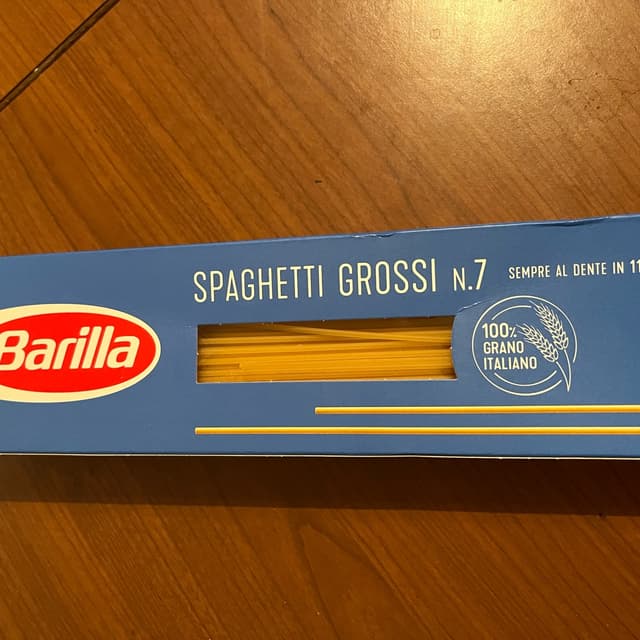 Barilla
SPAGHETTI GROSSI N.7
SEMPRE AL DENTE IN 11
100%
GRANO
ITALIANO